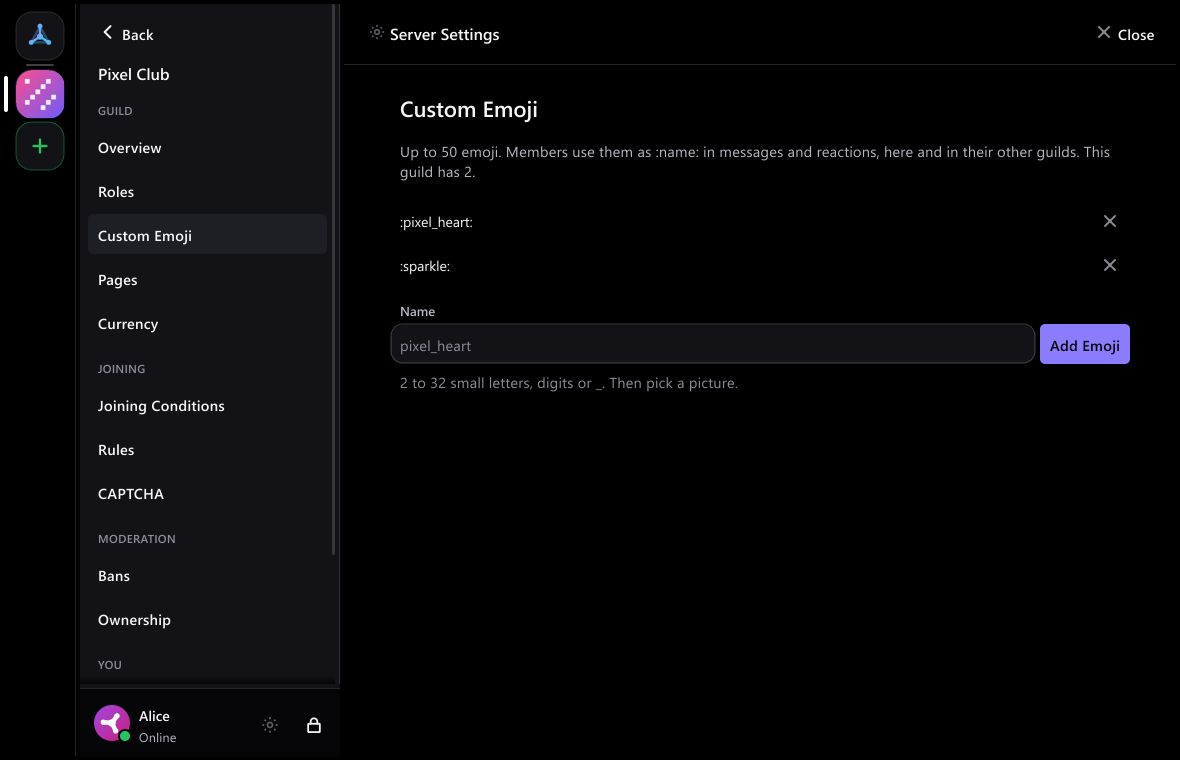 Back
Pixel Club
GUILD
Overview
Roles
Custom Emoji
Pages
Currency
JOINING
Joining Conditions
Rules
CAPTCHA
MODERATION
Bans
Ownership
YOU
Alice
Online
Server Settings
Close
Custom Emoji
Up to 50 emoji. Members use them as :name: in messages and reactions, here and in their other guilds. This
guild has 2.
:pixel_heart:
:sparkle:
Name
pixel_heart
Add Emoji
2 to 32 small letters, digits or _. Then pick a picture.